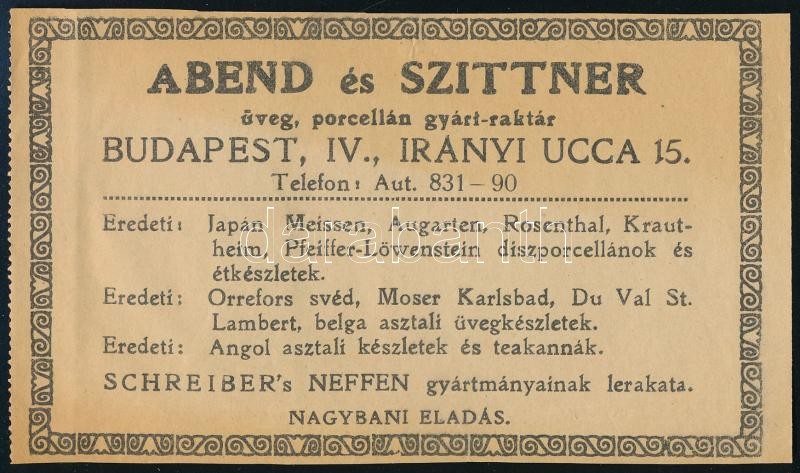 ABEND és SZITTNER
üveg, porcellán gyári-raktár
BUDAPEST, IV., IRÁNYI UCCA 15.
Telefon: Aut. 831-90
Eredeti: Japán Meissen, Augarten, Rosenthal, Kraut-
heim, Pfeiffer-Löwenstein díszporcellánok és
étkészletek.
Eredeti: Orrefors svéd, Moser Karlsbad, Du Val St.
Lambert, belga asztali üvegkészletek.
Eredeti: Angol asztali készletek és teakannák.
SCHREIBER's NEFFEN gyártmányainak lerakata.
NAGYBANI ELADÁS.
darabanth